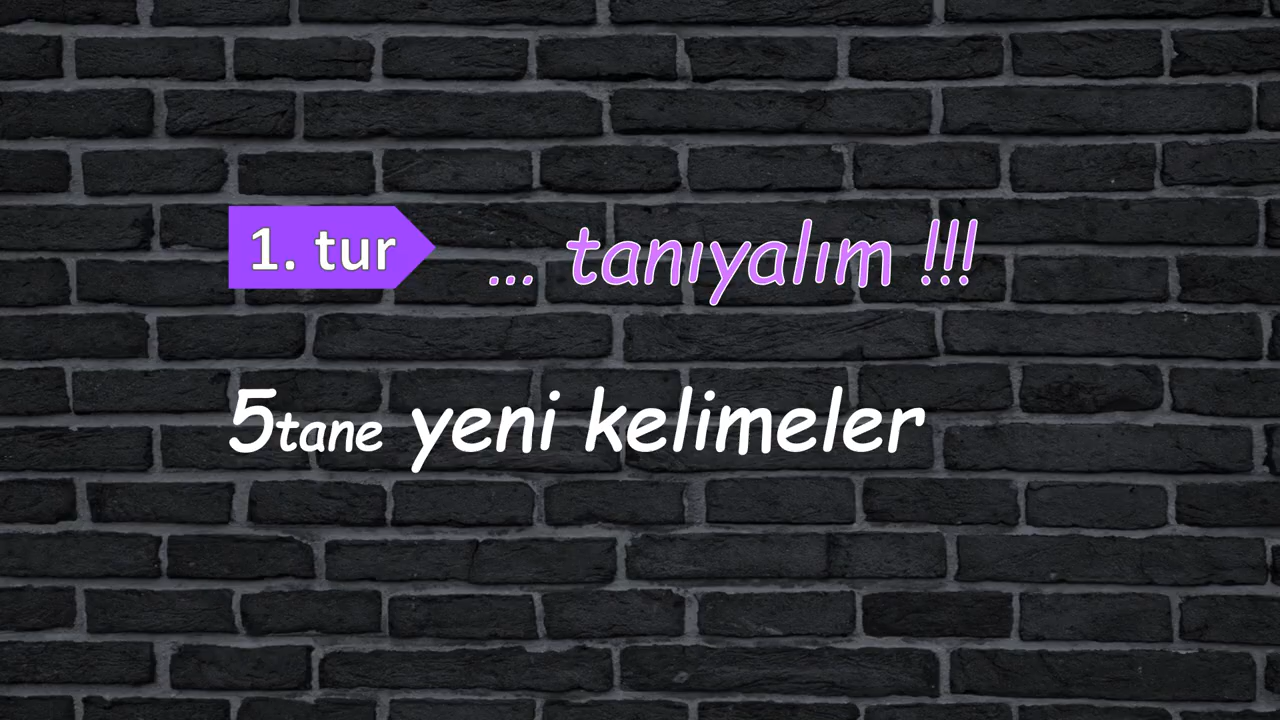 1. tur ... tanıyalım !!!
5tane yeni kelimeler